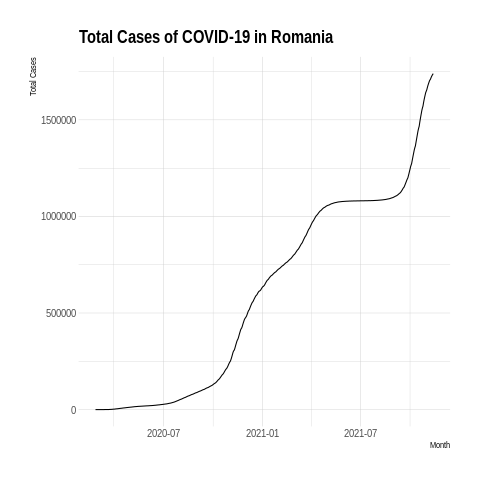 Total Cases of COVID-19 in Romania
Total Cases
1500000
1000000
500000
0
2020-07 2021-01 2021-07
Month